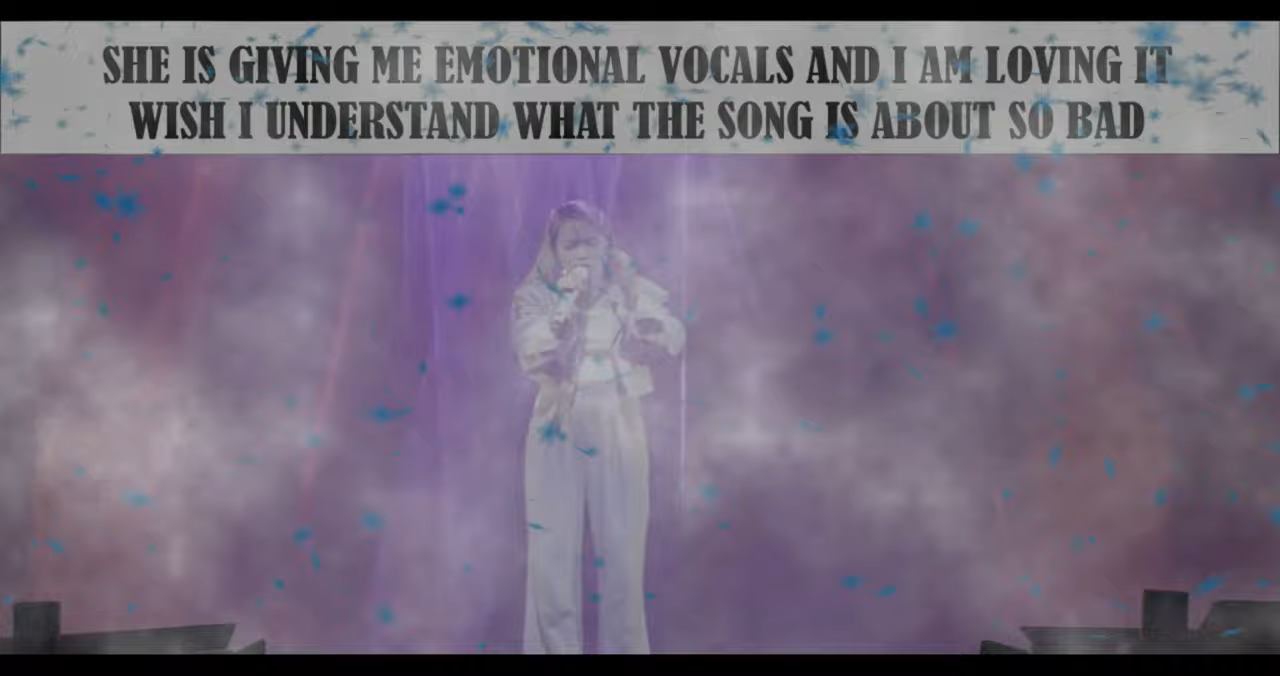 SHE IS GIVING ME EMOTIONAL VOCALS AND I AM LOVING IT
WISH I UNDERSTAND WHAT THE SONG IS ABOUT SO BAD